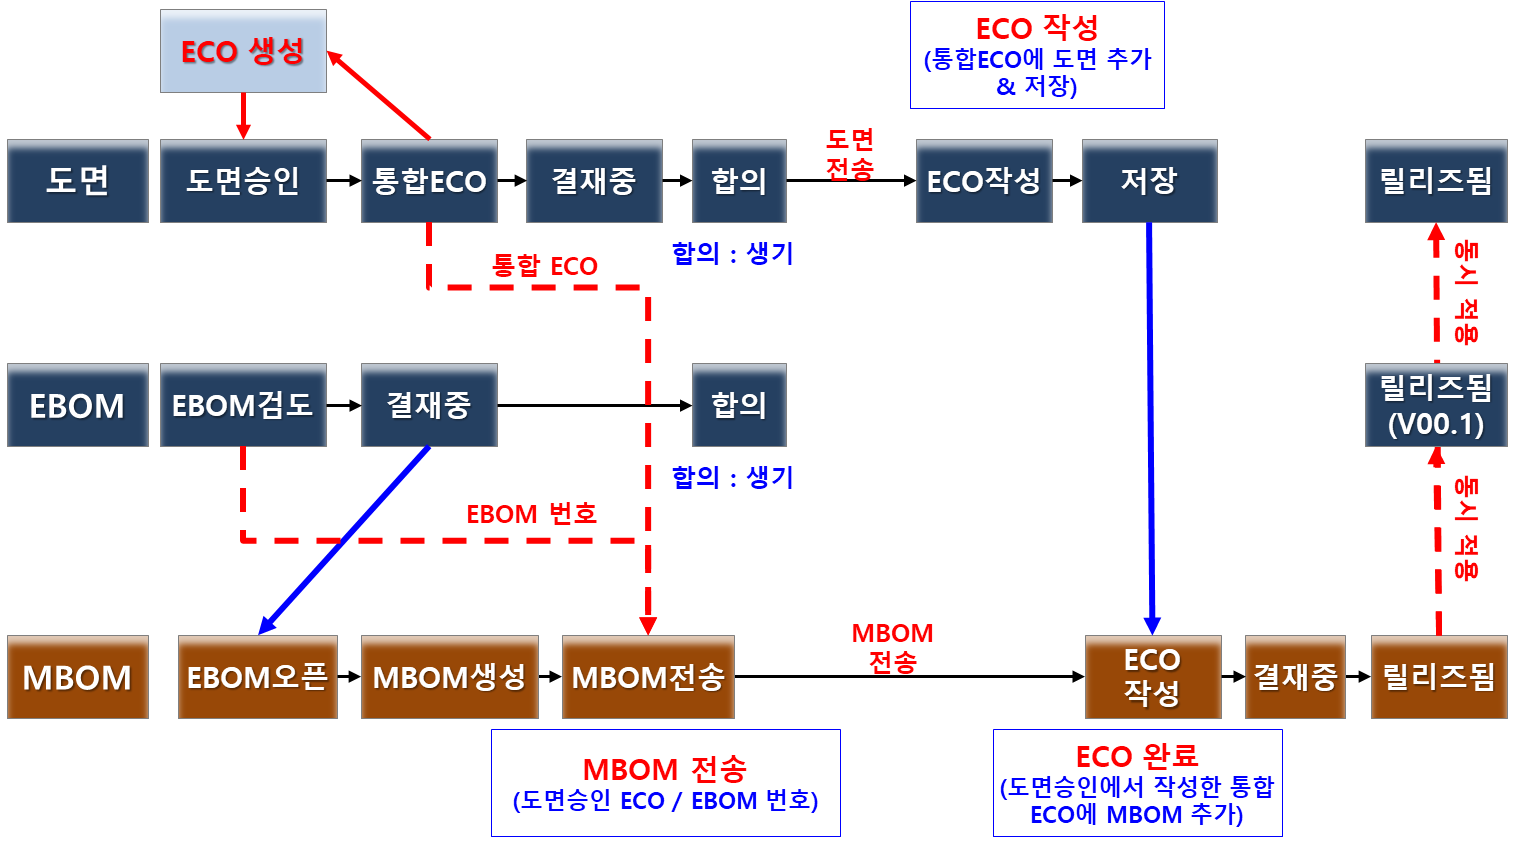 ECO 생성
ECO 작성
(통합ECO에 도면 추가
& 저장)
도면
도면승인
통합ECO
결재중
합의
도면
전송
ECO작성
저장
릴리즈됨
합의 : 생기
통합 ECO
동시 적용
EBOM
EBOM검도
결재중
합의
릴리즈됨
(V00.1)
합의 : 생기
EBOM 번호
동시 적용
MBOM
EBOM오픈
MBOM생성
MBOM전송
MBOM
전송
ECO
작성
결재중
릴리즈됨
MBOM 전송
(도면승인 ECO / EBOM 번호)
ECO 완료
(도면승인에서 작성한 통합
ECO에 MBOM 추가)